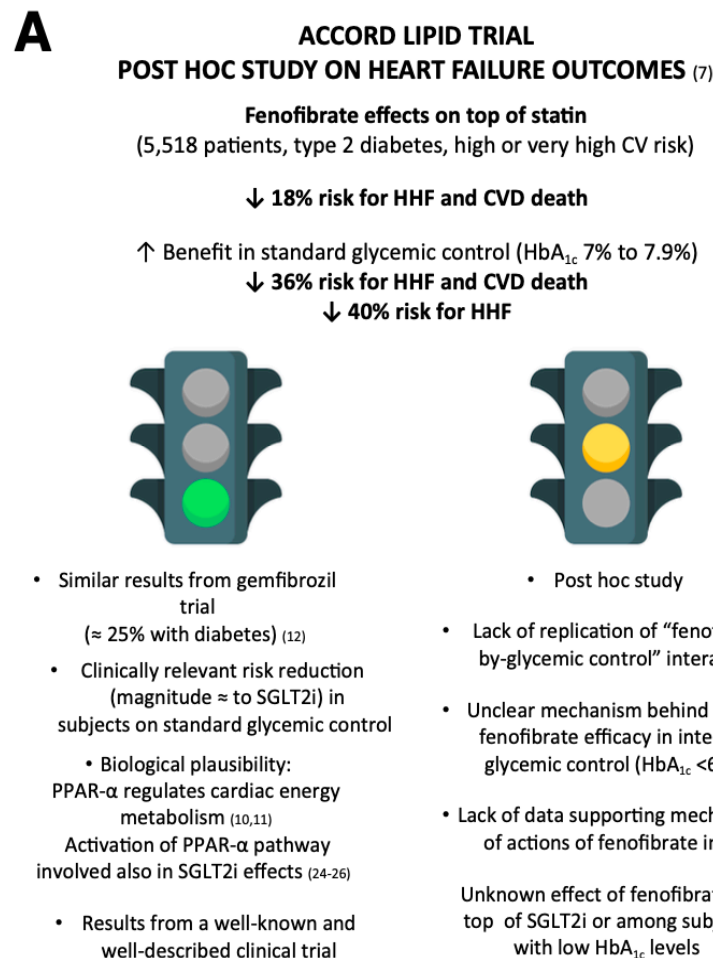 A
ACCORD LIPID TRIAL
POST HOC STUDY ON HEART FAILURE OUTCOMES (7)
Fenofibrate effects on top of statin
(5,518 patients, type 2 diabetes, high or very high CV risk)
↓ 18% risk for HHF and CVD death
↑ Benefit in standard glycemic control (HbA1c 7% to 7.9%)
↓ 36% risk for HHF and CVD death
↓ 40% risk for HHF
• Similar results from gemfibrozil
trial
(≈ 25% with diabetes) (12)
• Clinically relevant risk reduction
(magnitude ≈ to SGLT2i) in
subjects on standard glycemic control
• Biological plausibility:
PPAR-α regulates cardiac energy
metabolism (10,11)
Activation of PPAR-α pathway
involved also in SGLT2i effects (24-26)
• Results from a well-known and
well-described clinical trial
• Post hoc study
• Lack of replication of
by-glycemic control”
• Unclear mechanism behind
fenofibrate efficacy in
glycemic control (HbA1c
• Lack of data supporting
of actions of fenofibrate
Unknown effect of
top of SGLT2i or among
with low HbA1c levels